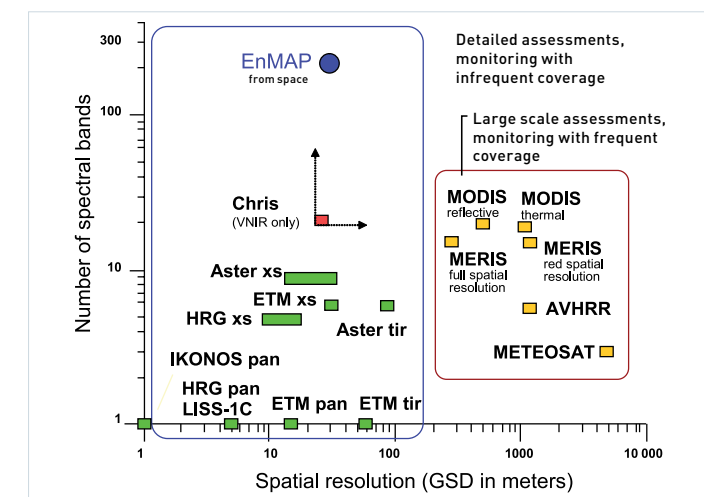 300
100
10
1
Number of spectral bands
EnMAP
from space
Detailed assessments,
monitoring with
infrequent coverage
Large scale assessments,
monitoring with frequent
coverage
Chris
(VNIR only)
MODIS
reflective
MODIS
thermal
MERIS
full spatial
resolution
MERIS
red spatial
resolution
Aster xs
ETM xs
HRG xs
Aster tir
AVHRR
METEOSAT
IKONOS pan
HRG pan
LISS-1C
ETM pan
ETM tir
1
10
100
1000
10 000
Spatial resolution (GSD in meters)